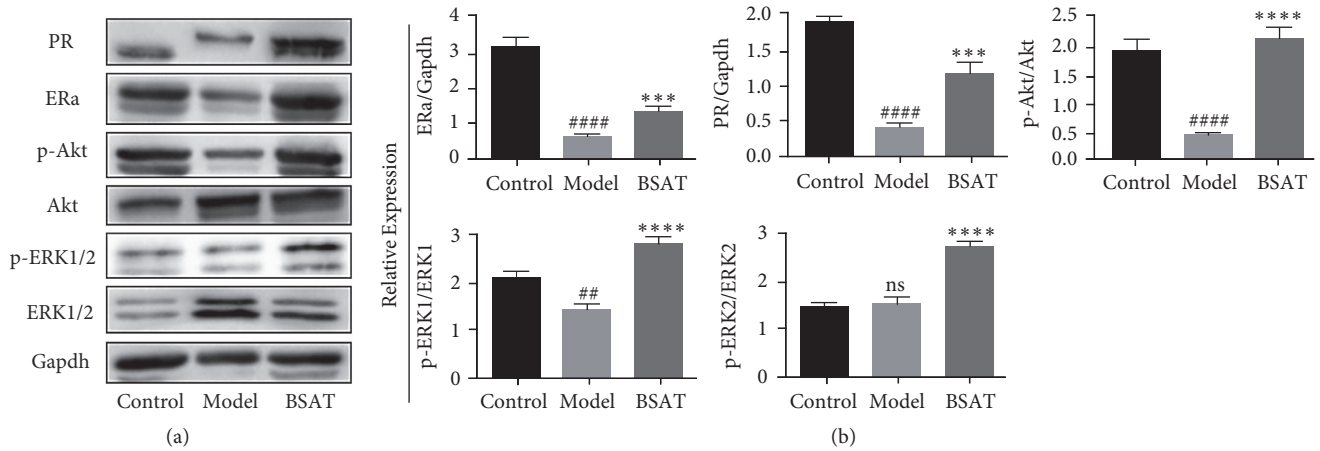 PR
ERa
p-Akt
Akt
p-ERK1/2
ERK1/2
Gapdh
Control Model BSAT
(a)
Relative Expression
ERa/Gapdh
4
3
2
1
0
####
***
Control Model BSAT
PR/Gapdh
2.0
1.5
1.0
0.5
0.0
####
***
Control Model BSAT
p-Akt/Akt
2.5
2.0
1.5
1.0
0.5
0.0
####
****
Control Model BSAT
p-ERK1/ERK1
3
2
1
0
##
****
Control Model BSAT
p-ERK2/ERK2
3
2
1
0
ns
****
Control Model BSAT
(b)